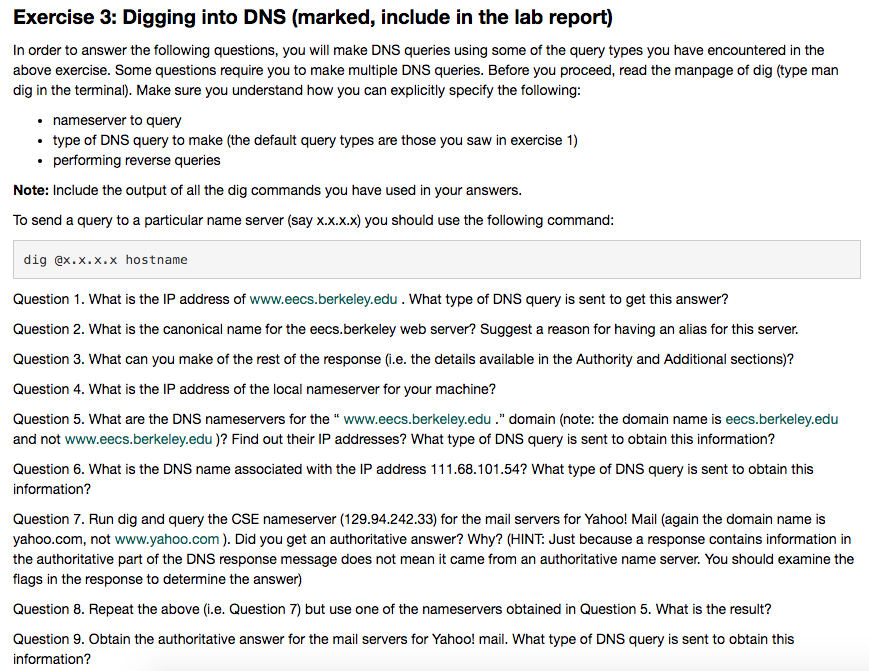 Exercise 3: Digging into DNS (marked, include in the lab report)
In order to answer the following questions, you will make DNS queries using some of the query types you have encountered in the
above exercise. Some questions require you to make multiple DNS queries. Before you proceed, read the manpage of dig (type man
dig in the terminal). Make sure you understand how you can explicitly specify the following:
• nameserver to query
• type of DNS query to make (the default query types are those you saw in exercise 1)
• performing reverse queries
Note: Include the output of all the dig commands you have used in your answers.
To send a query to a particular name server (say x.x.x.x) you should use the following command:
dig @x.x.x.x hostname
Question 1. What is the IP address of www.eecs.berkeley.edu . What type of DNS query is sent to get this answer?
Question 2. What is the canonical name for the eecs.berkeley web server? Suggest a reason for having an alias for this server.
Question 3. What can you make of the rest of the response (i.e. the details available in the Authority and Additional sections)?
Question 4. What is the IP address of the local nameserver for your machine?
Question 5. What are the DNS nameservers for the “ www.eecs.berkeley.edu .” domain (note: the domain name is eecs.berkeley.edu
and not www.eecs.berkeley.edu )? Find out their IP addresses? What type of DNS query is sent to obtain this information?
Question 6. What is the DNS name associated with the IP address 111.68.101.54? What type of DNS query is sent to obtain this
information?
Question 7. Run dig and query the CSE nameserver (129.94.242.33) for the mail servers for Yahoo! Mail (again the domain name is
yahoo.com, not www.yahoo.com ). Did you get an authoritative answer? Why? (HINT: Just because a response contains information in
the authoritative part of the DNS response message does not mean it came from an authoritative name server. You should examine the
flags in the response to determine the answer)
Question 8. Repeat the above (i.e. Question 7) but use one of the nameservers obtained in Question 5. What is the result?
Question 9. Obtain the authoritative answer for the mail servers for Yahoo! mail. What type of DNS query is sent to obtain this
information?